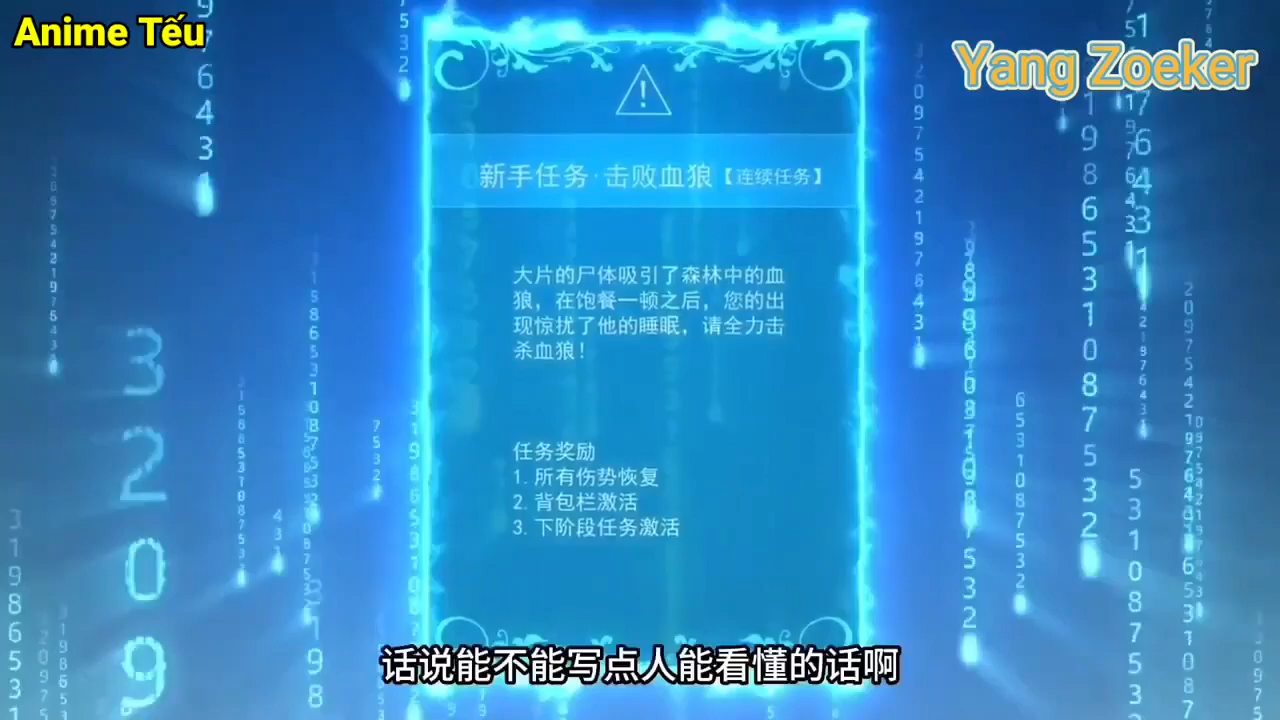 Anime Tếu
Yang Zoeker
新手任务·击败血狼【连续任务】
大片的尸体吸引了森林中的血
狼，在饱餐一顿之后，您的出
现惊扰了他的睡眠，请全力击
杀血狼！
任务奖励
1. 所有伤势恢复
2. 背包栏激活
3. 下阶段任务激活
话说能不能写点人能看懂的话啊